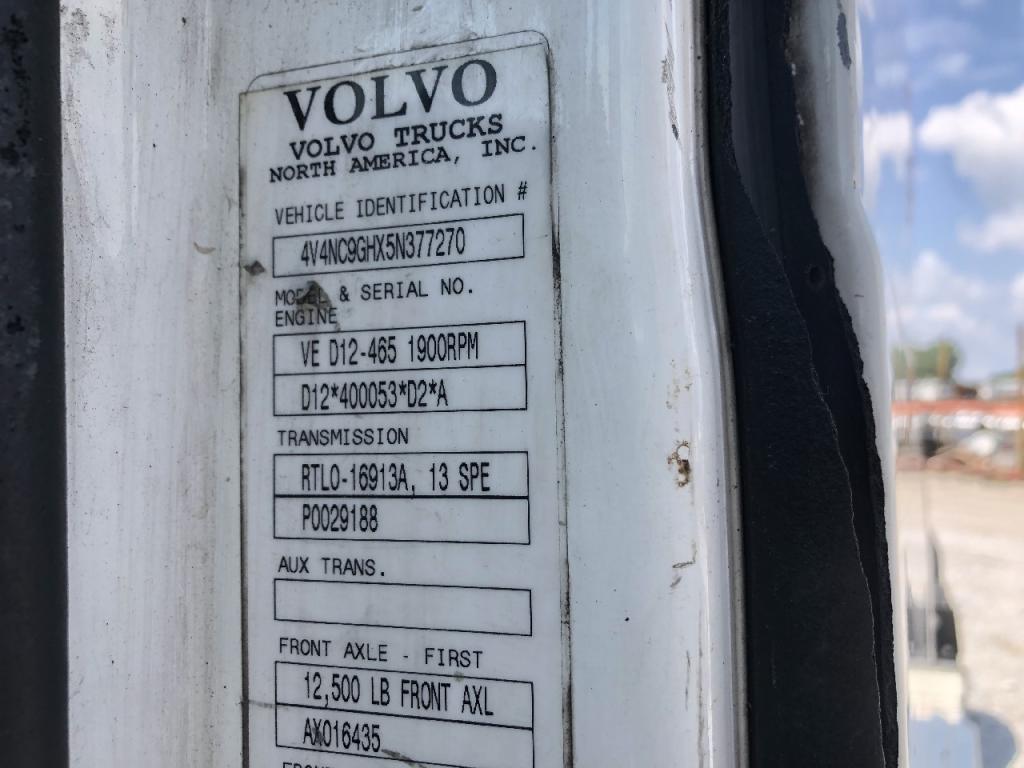 VOLVO
VOLVO TRUCKS
NORTH AMERICA, INC.
VEHICLE IDENTIFICATION #
4V4NC9GHX5N377270
MODEL & SERIAL NO.
ENGINE
VE D12-465 1900RPM
D12*400053*D2*A
TRANSMISSION
RTLO-16913A, 13 SPE
P0029188
AUX TRANS.
FRONT AXLE - FIRST
12,500 LB FRONT AXL
AX016435